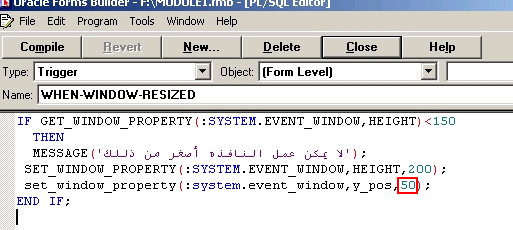 Oracle Forms Builder - F:\MODULE1.fmb - [PL/SQL Editor]
File Edit Program Tools Window Help
Compile Revert New... Delete Close Help
Type: Trigger Object: (Form Level)
Name: WHEN-WINDOW-RESIZED
IF GET_WINDOW_PROPERTY(:SYSTEM.EVENT_WINDOW,HEIGHT)<150
THEN
MESSAGE('لا يمكن عمل النافذه أصغر من ذلك');
SET_WINDOW_PROPERTY(:SYSTEM.EVENT_WINDOW,HEIGHT,200);
set_window_property(:system.event_window,y_pos,50);
END IF;